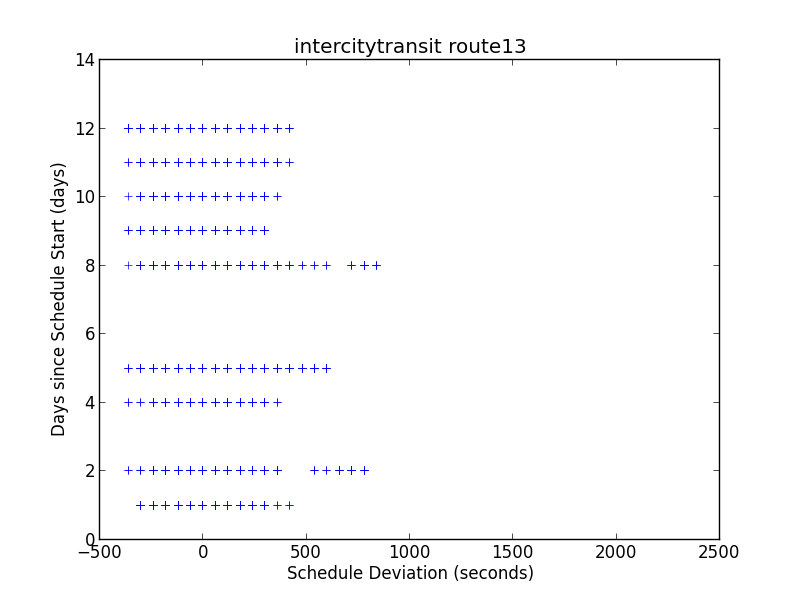 intercitytransit route13
14
12
10
8
6
4
2
0
Days since Schedule Start (days)
−500 0 500 1000 1500 2000 2500
Schedule Deviation (seconds)